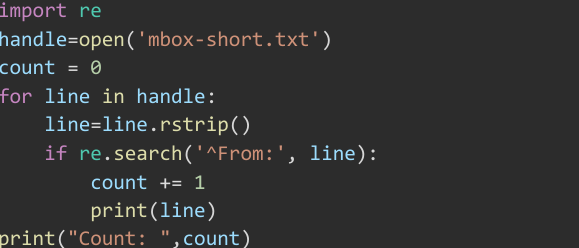 import re
handle=open('mbox-short.txt')
count = 0
for line in handle:
    line=line.rstrip()
    if re.search('^From:', line):
        count += 1
        print(line)
print("Count: ",count)